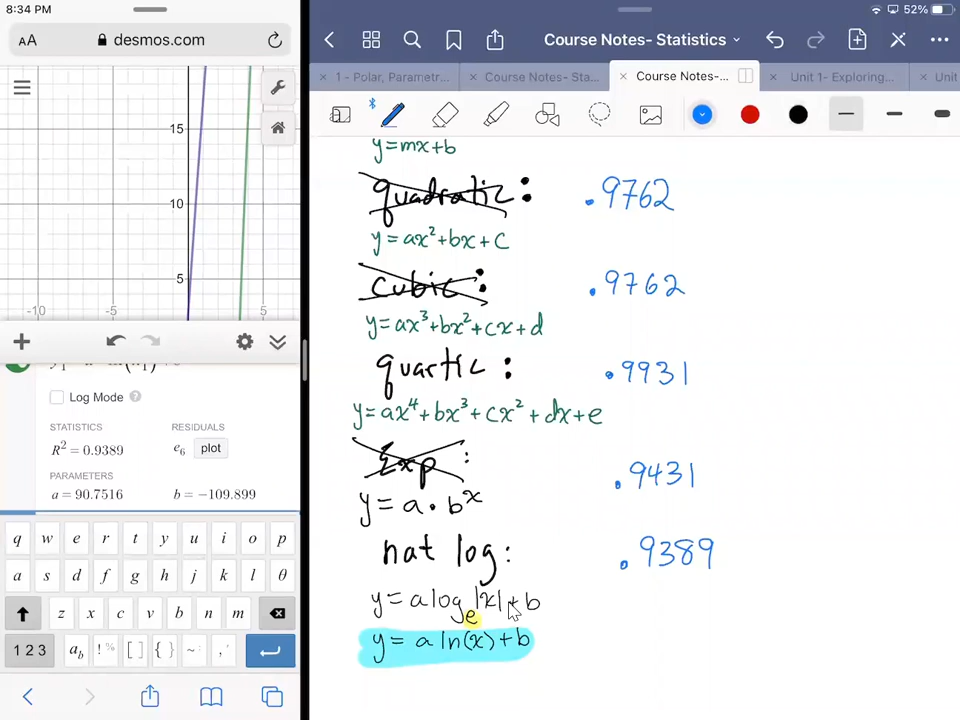 8:34 PM
52%
AA desmos.com
Course Notes- Statistics
1 - Polar, Parametr...
Course Notes- Sta...
Course Notes-...
Unit 1- Exploring...
Unit
15
10
5
-10
-5
5
Log Mode ?
STATISTICS
R² = 0.9389
RESIDUALS
e₆ plot
PARAMETERS
a = 90.7516
b = −109.899
q w e r t y u i o p
a s d f g h j k l θ
z x c v b n m
1 2 3 aᵦ ! % [ ] { } ~ : , '
y=mx+b
quadratic: .9762
y=ax²+bx+c
cubic: .9762
y=ax³+bx²+cx+d
quartic: .9931
y=ax⁴+bx³+cx²+dx+e
Exp: .9431
y=a•bˣ
nat log: .9389
y=alogₑ|x|+b
y= a ln(x)+b